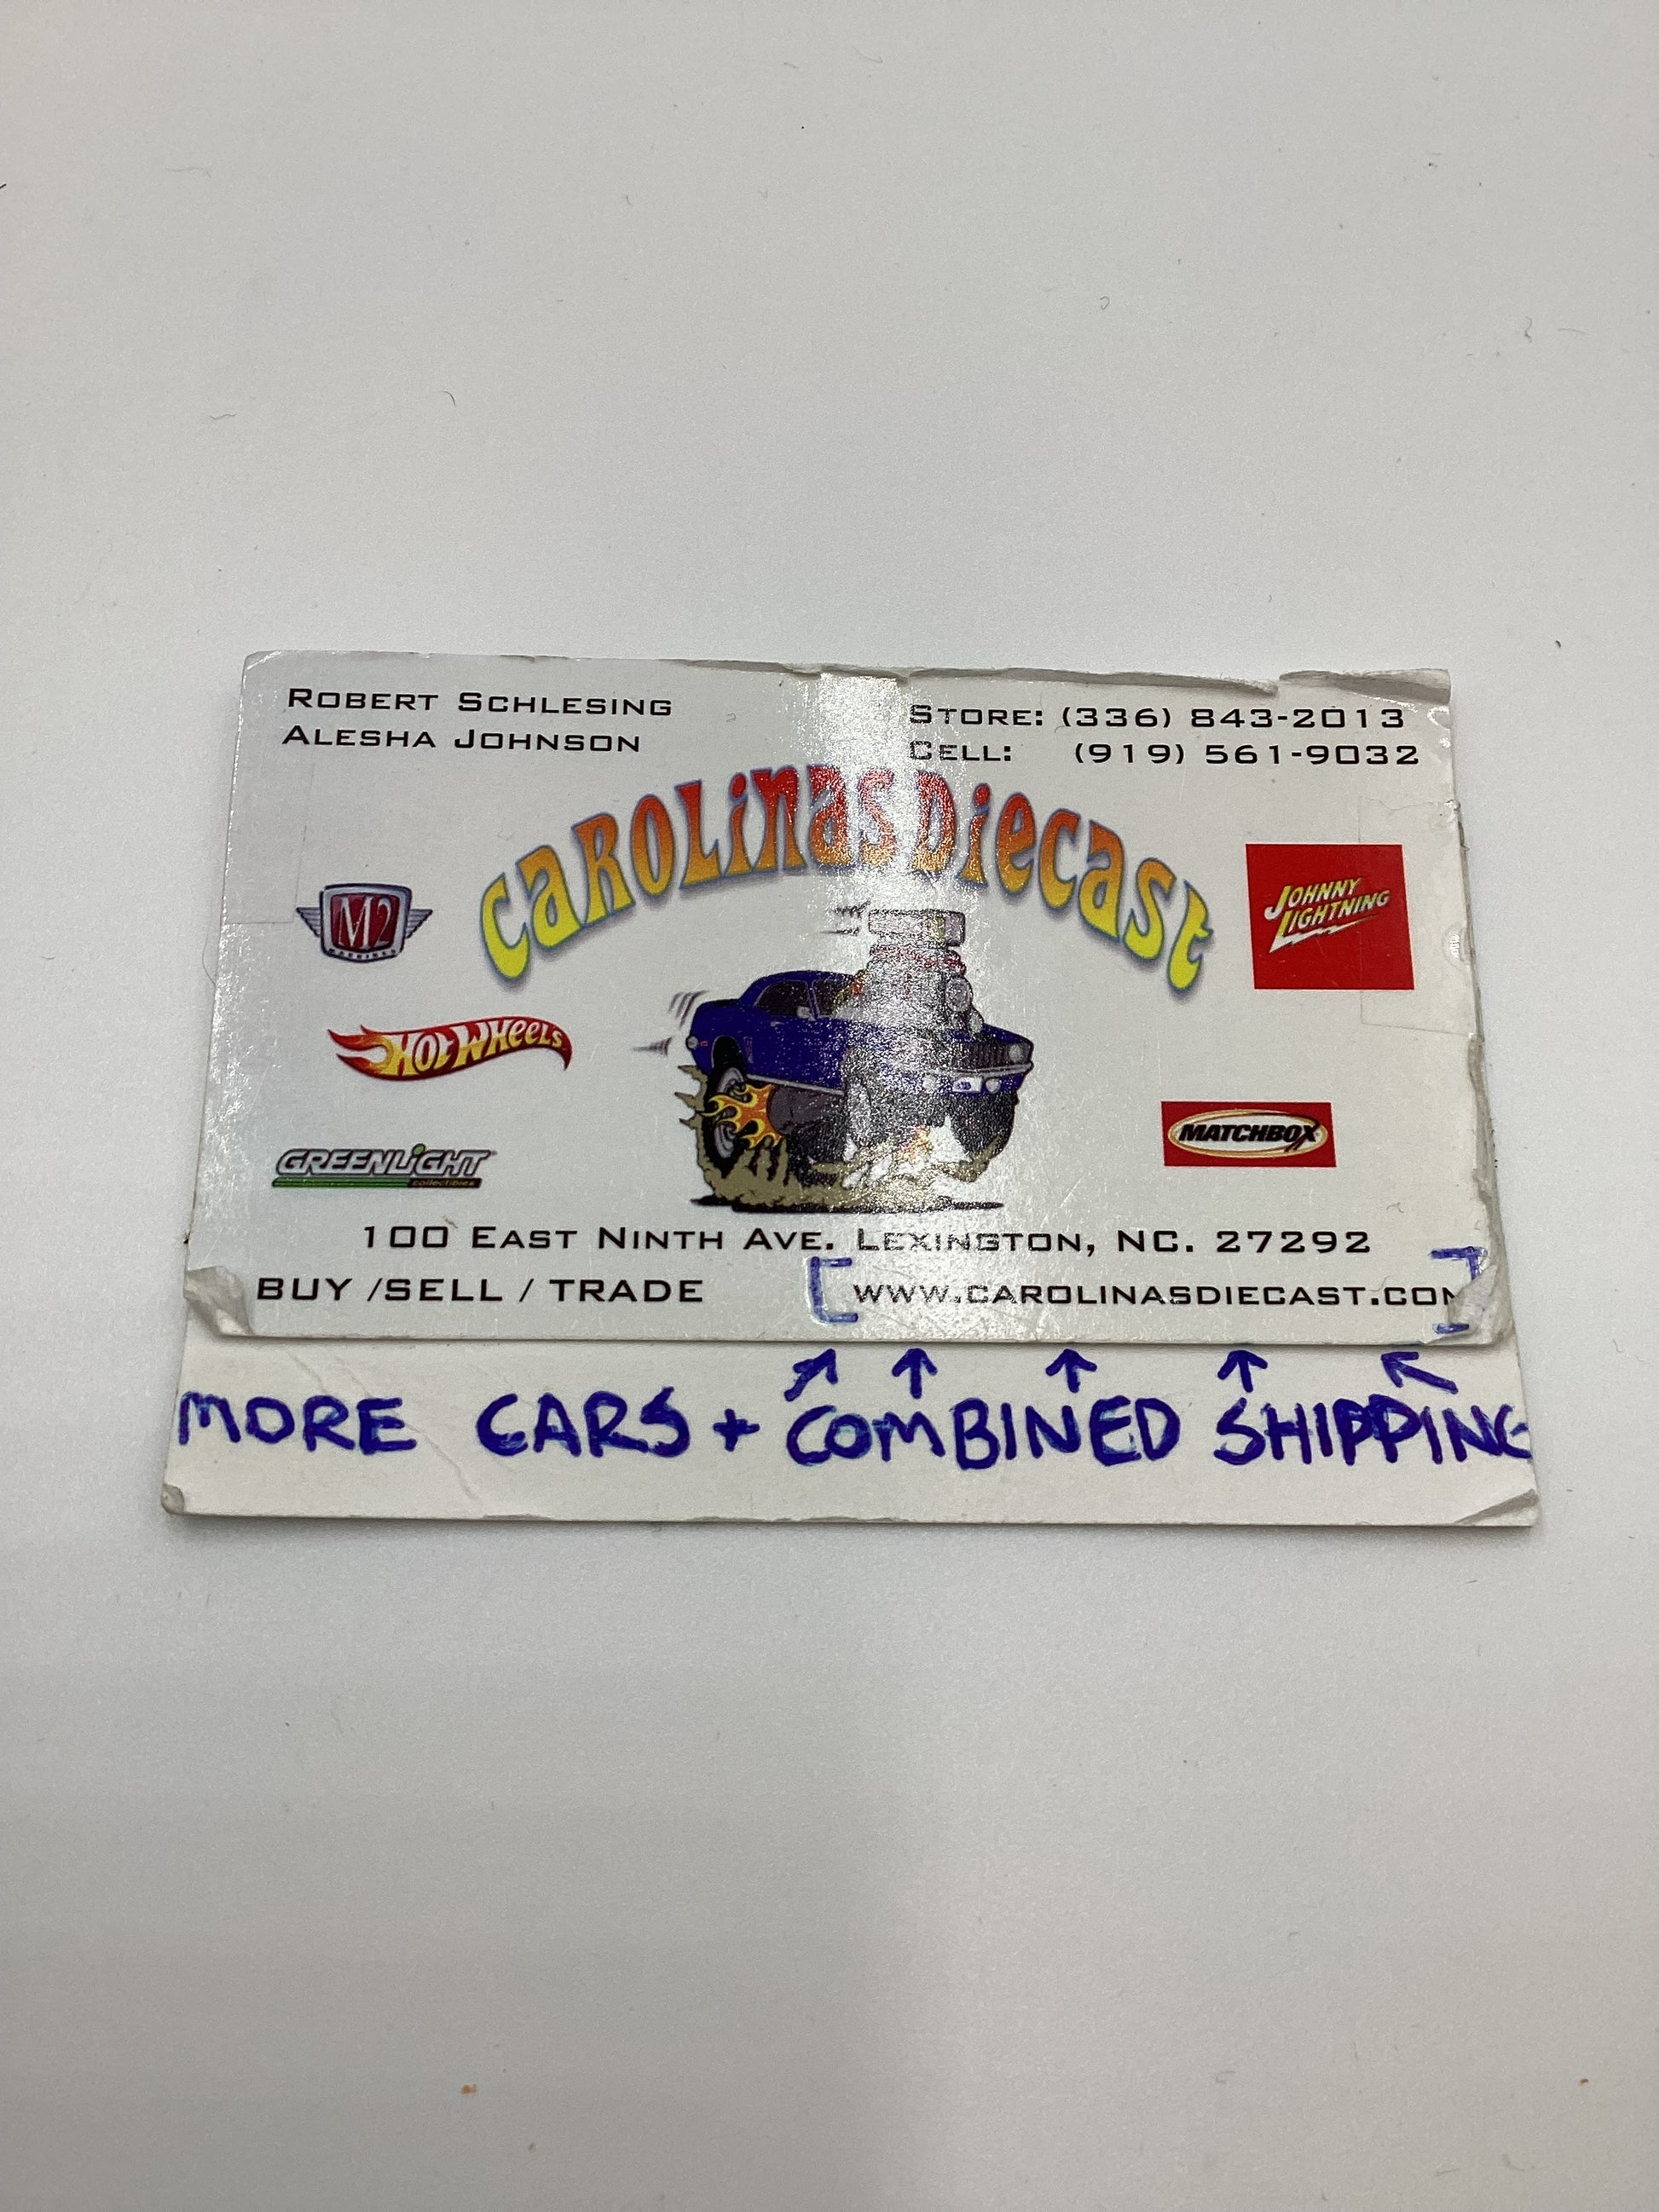 ROBERT SCHLESING
ALESHA JOHNSON
STORE: (336) 843-2013
CELL: (919) 561-9032
CAROLiNAS DiECAST
M2
MACHINES
JOHNNY
LIGHTNING
HOT WHEELS
MATCHBOX
GREENLiGHT
collectibles
100 EAST NINTH AVE. LEXINGTON, NC. 27292
BUY /SELL / TRADE
[WWW.CAROLINASDIECAST.COM]
MORE CARS + COMBINED SHIPPING